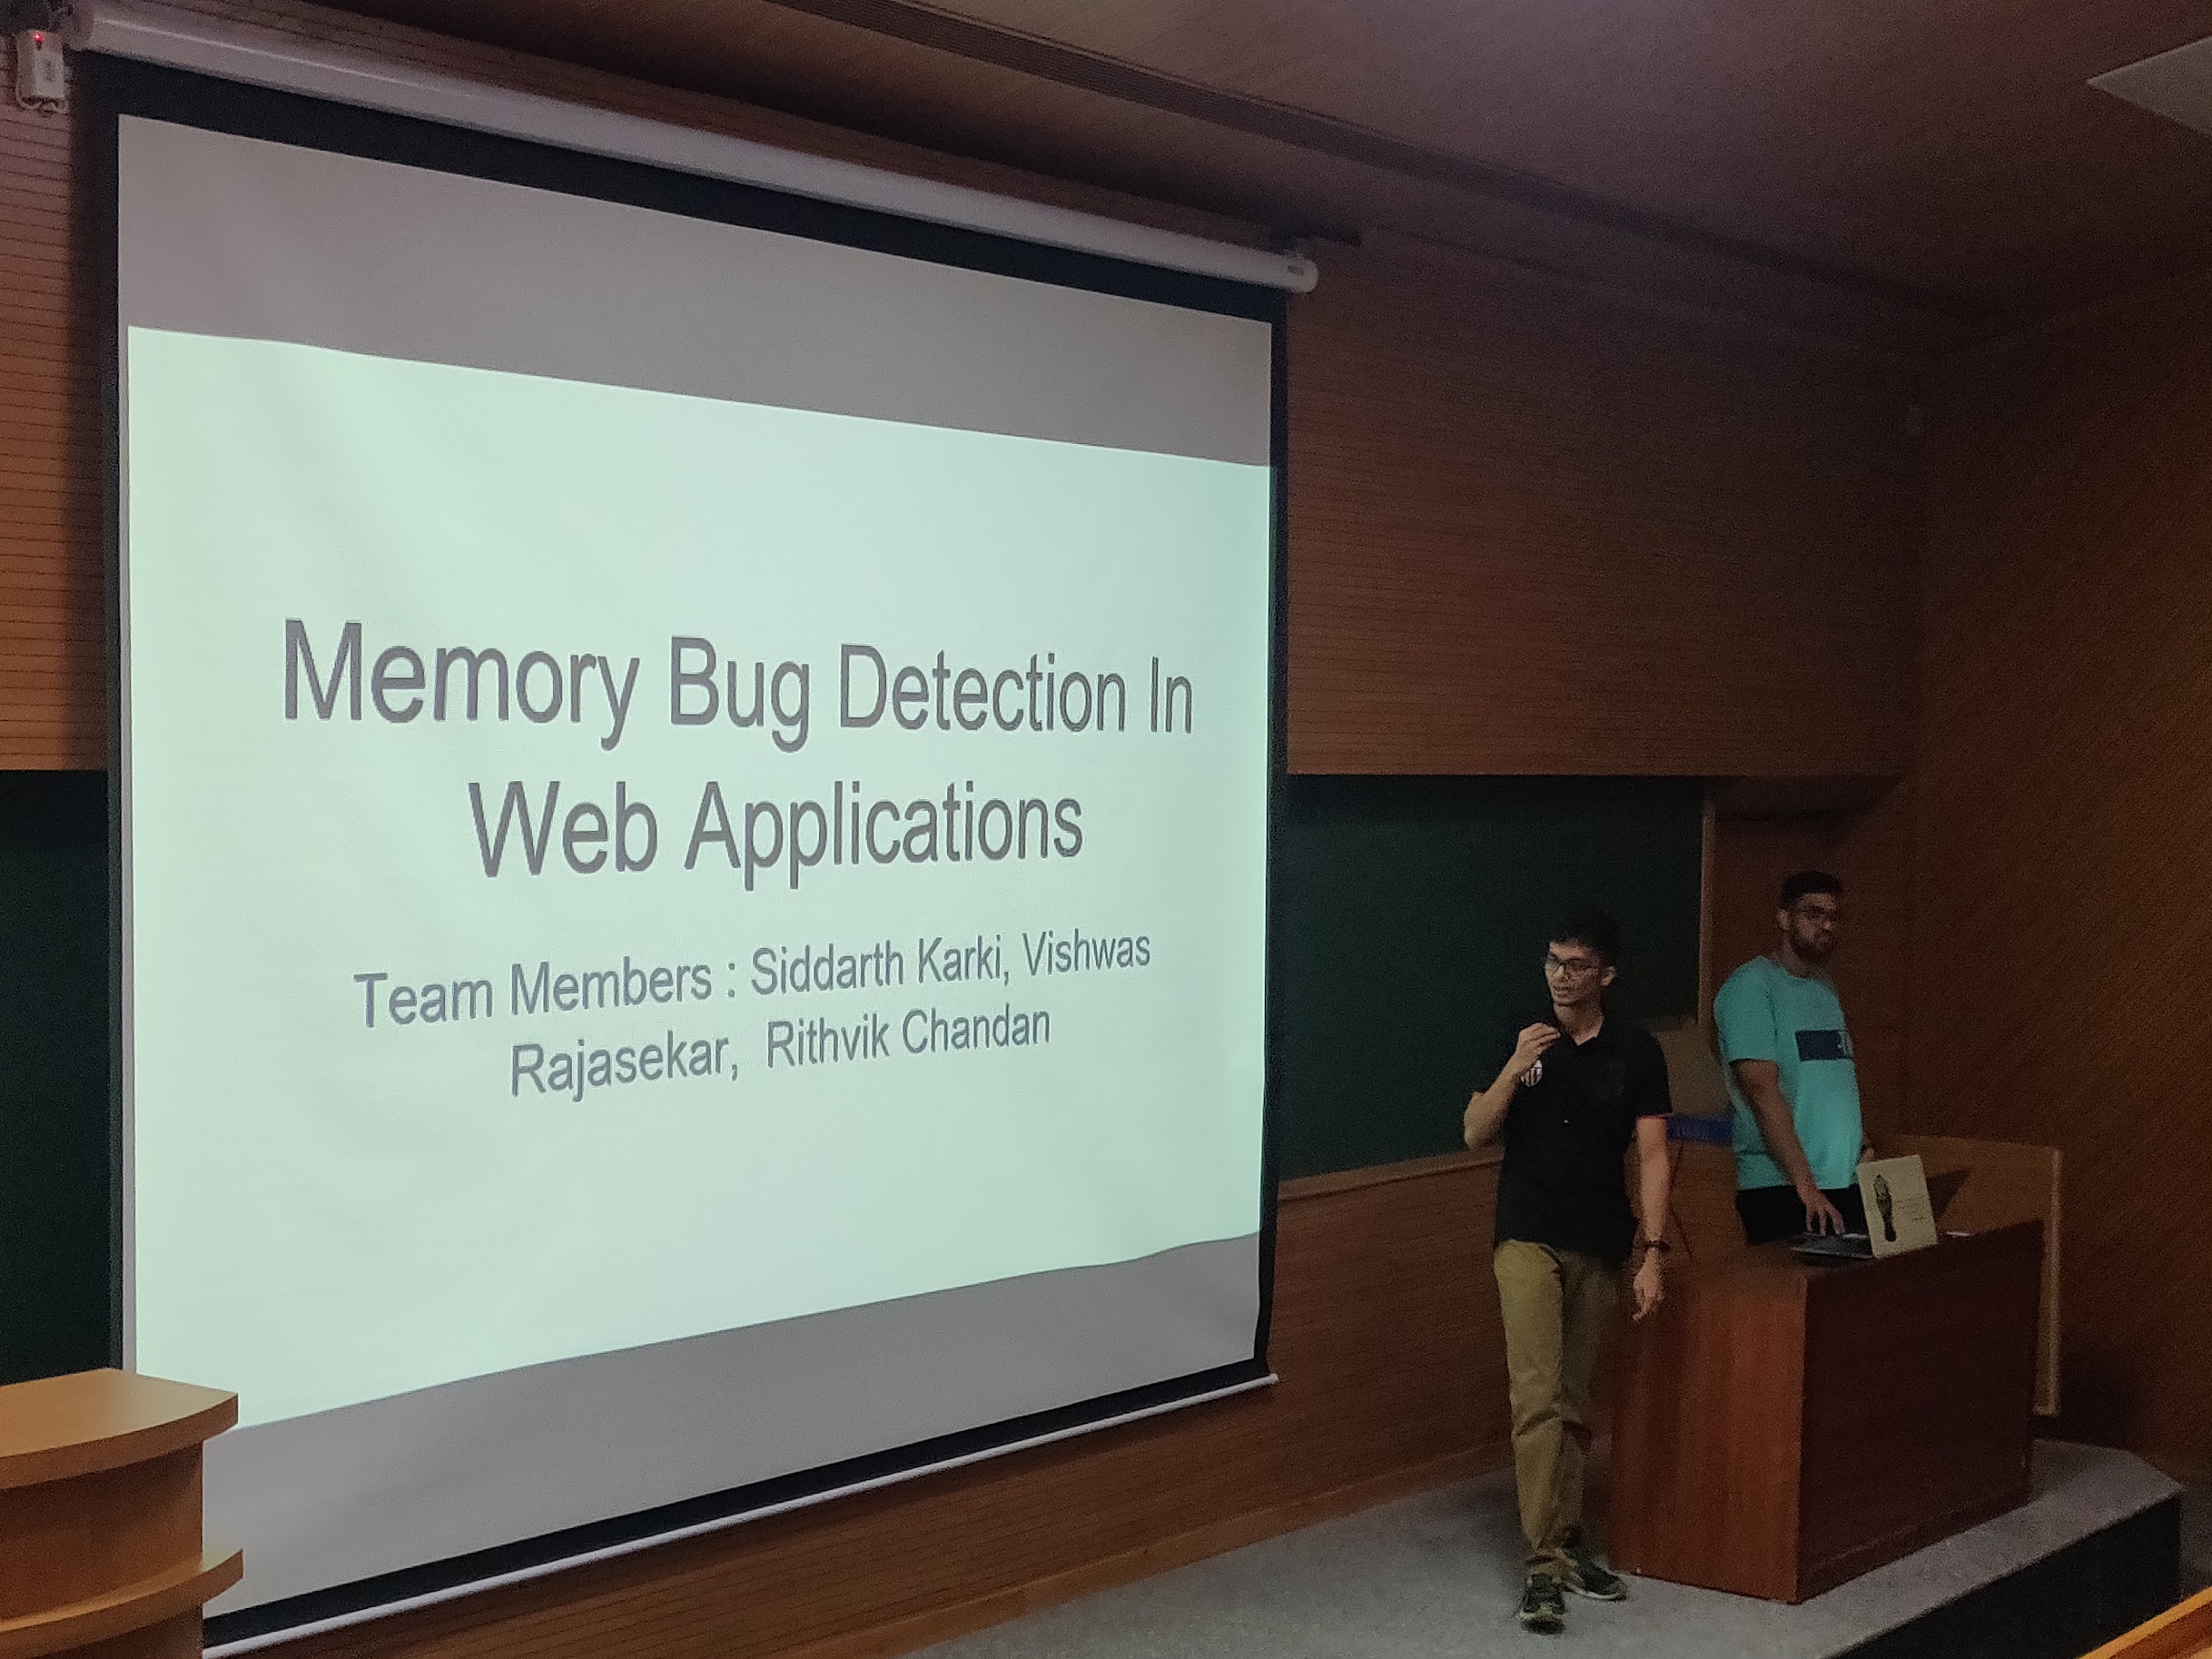 Memory Bug Detection In
Web Applications
Team Members : Siddarth Karki, Vishwas
Rajasekar, Rithvik Chandan